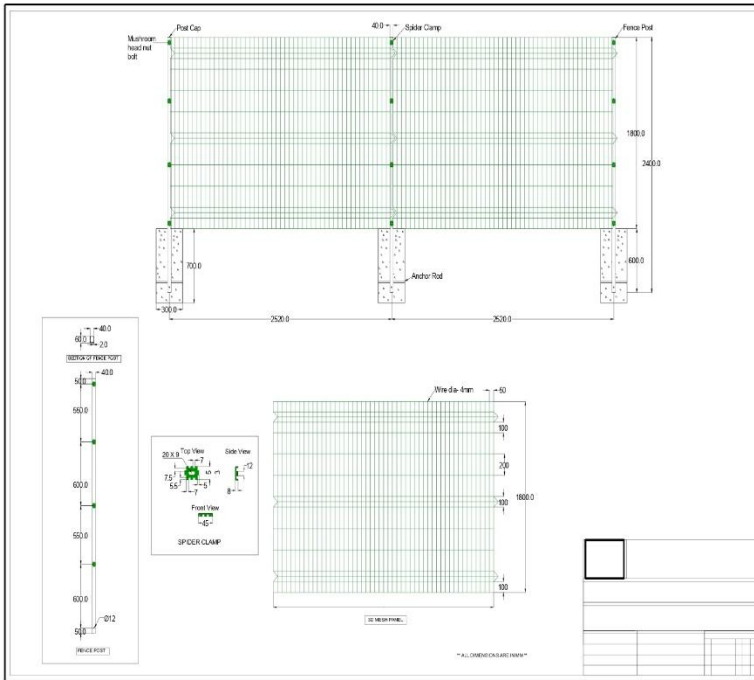 40.0
Post Cap
Spider Clamp
Fence Post
Mushroom
head nut
bolt
1800.0
2400.0
700.0
600.0
Anchor Rod
300.0
2520.0
2520.0
40.0
60.0
2.0
SECTION OF FENCE POST
50.0
40.0
550.0
600.0
550.0
600.0
50.0
Ø12
FENCE POST
Top View
Side View
20 X 9
7
12
7.5
6
3
5.5
5
7
8
Front View
45
SPIDER CLAMP
Wire dia- 4mm
50
100
200
100
1800.0
100
3D MESH PANEL
** ALL DIMENSIONS ARE IN MM **